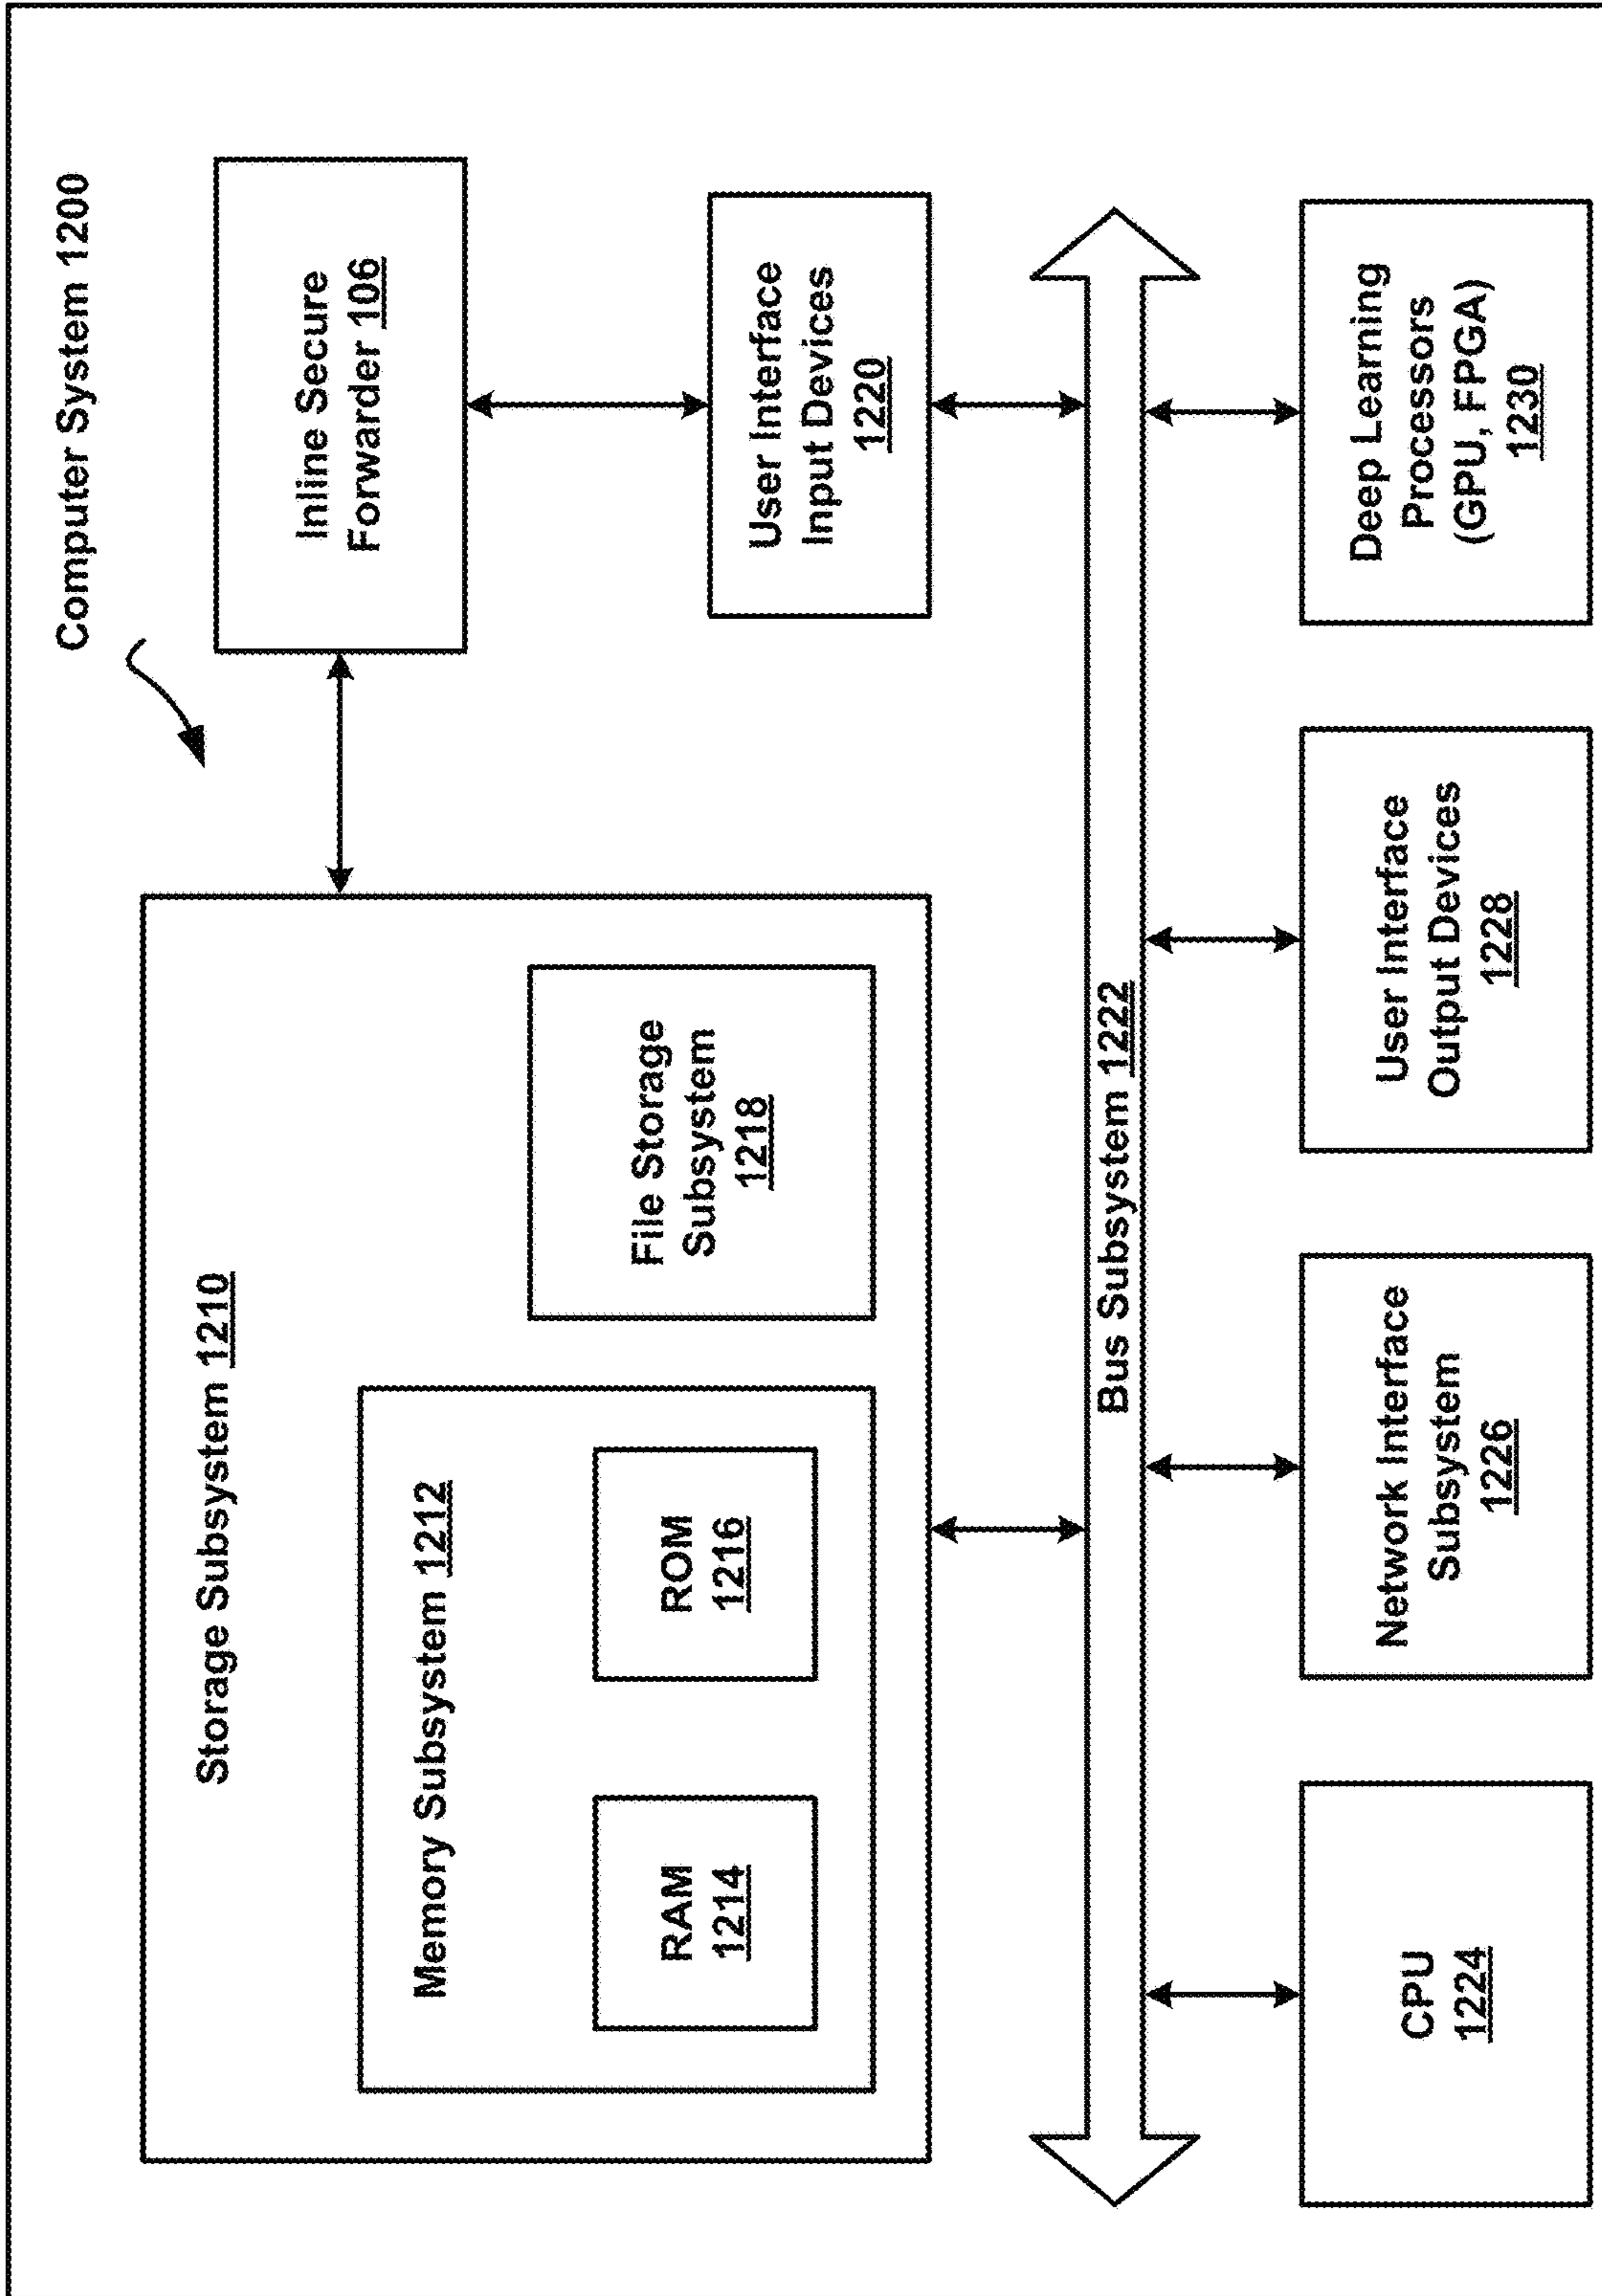 Computer System 1200
Storage Subsystem 1210
Memory Subsystem 1212
RAM
1214
ROM
1216
File Storage
Subsystem
1218
Inline Secure
Forwarder 106
User Interface
Input Devices
1220
Bus Subsystem 1222
CPU
1224
Network Interface
Subsystem
1226
User Interface
Output Devices
1228
Deep Learning
Processors
(GPU, FPGA)
1230